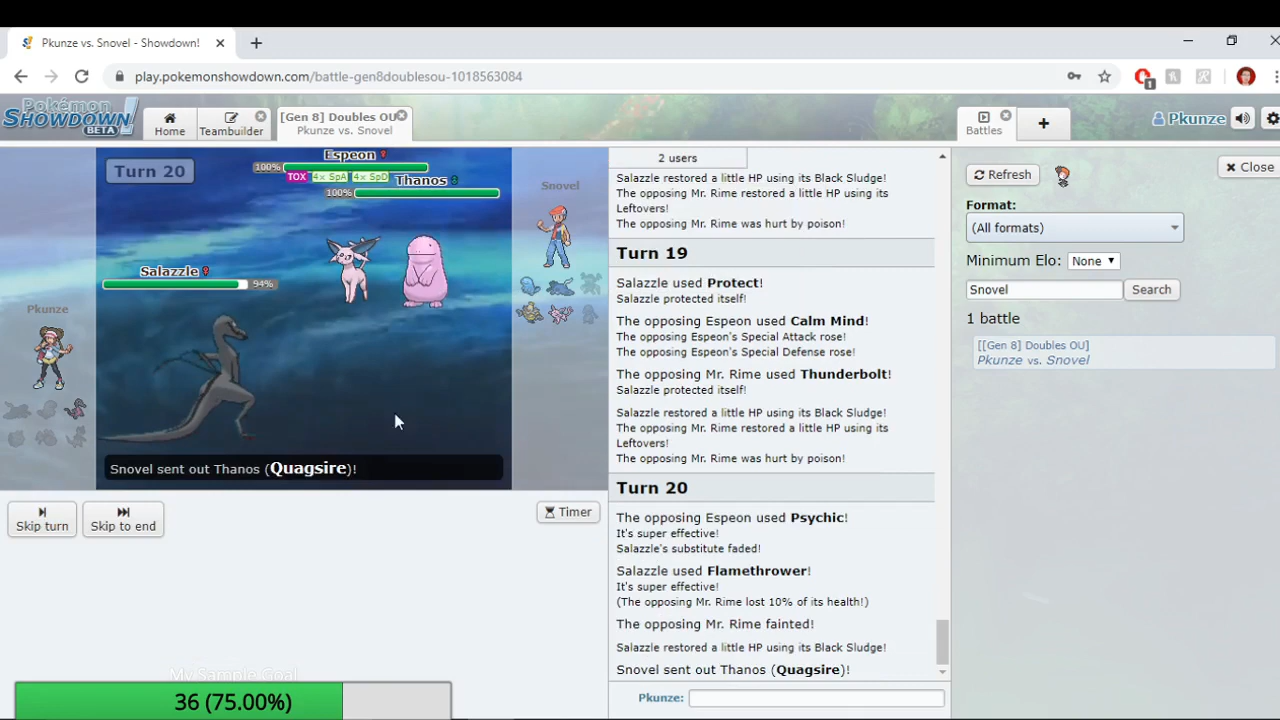 Pkunze vs. Snovel - Showdown!
play.pokemonshowdown.com/battle-gen8doublesou-1018563084
1
Pokémon
SHOWDOWN!
BETA
Home
Teambuilder
[Gen 8] Doubles OU
Pkunze vs. Snovel
Battles
Pkunze
Turn 20
Espeon
100%
TOX 4x SpA 4x SpD
Thanos
100%
Salazzle
94%
Snovel
Pkunze
Snovel sent out Thanos (Quagsire)!
Skip turn
Skip to end
Timer
My Sample Goal
36 (75.00%)
2 users
Salazzle restored a little HP using its Black Sludge!
The opposing Mr. Rime restored a little HP using its
Leftovers!
The opposing Mr. Rime was hurt by poison!
Turn 19
Salazzle used Protect!
Salazzle protected itself!
The opposing Espeon used Calm Mind!
The opposing Espeon's Special Attack rose!
The opposing Espeon's Special Defense rose!
The opposing Mr. Rime used Thunderbolt!
Salazzle protected itself!
Salazzle restored a little HP using its Black Sludge!
The opposing Mr. Rime restored a little HP using its
Leftovers!
The opposing Mr. Rime was hurt by poison!
Turn 20
The opposing Espeon used Psychic!
It's super effective!
Salazzle's substitute faded!
Salazzle used Flamethrower!
It's super effective!
(The opposing Mr. Rime lost 10% of its health!)
The opposing Mr. Rime fainted!
Salazzle restored a little HP using its Black Sludge!
Snovel sent out Thanos (Quagsire)!
Pkunze:
Refresh
Close
Format:
(All formats)
Minimum Elo: None
Snovel
Search
1 battle
[[Gen 8] Doubles OU]
Pkunze vs. Snovel